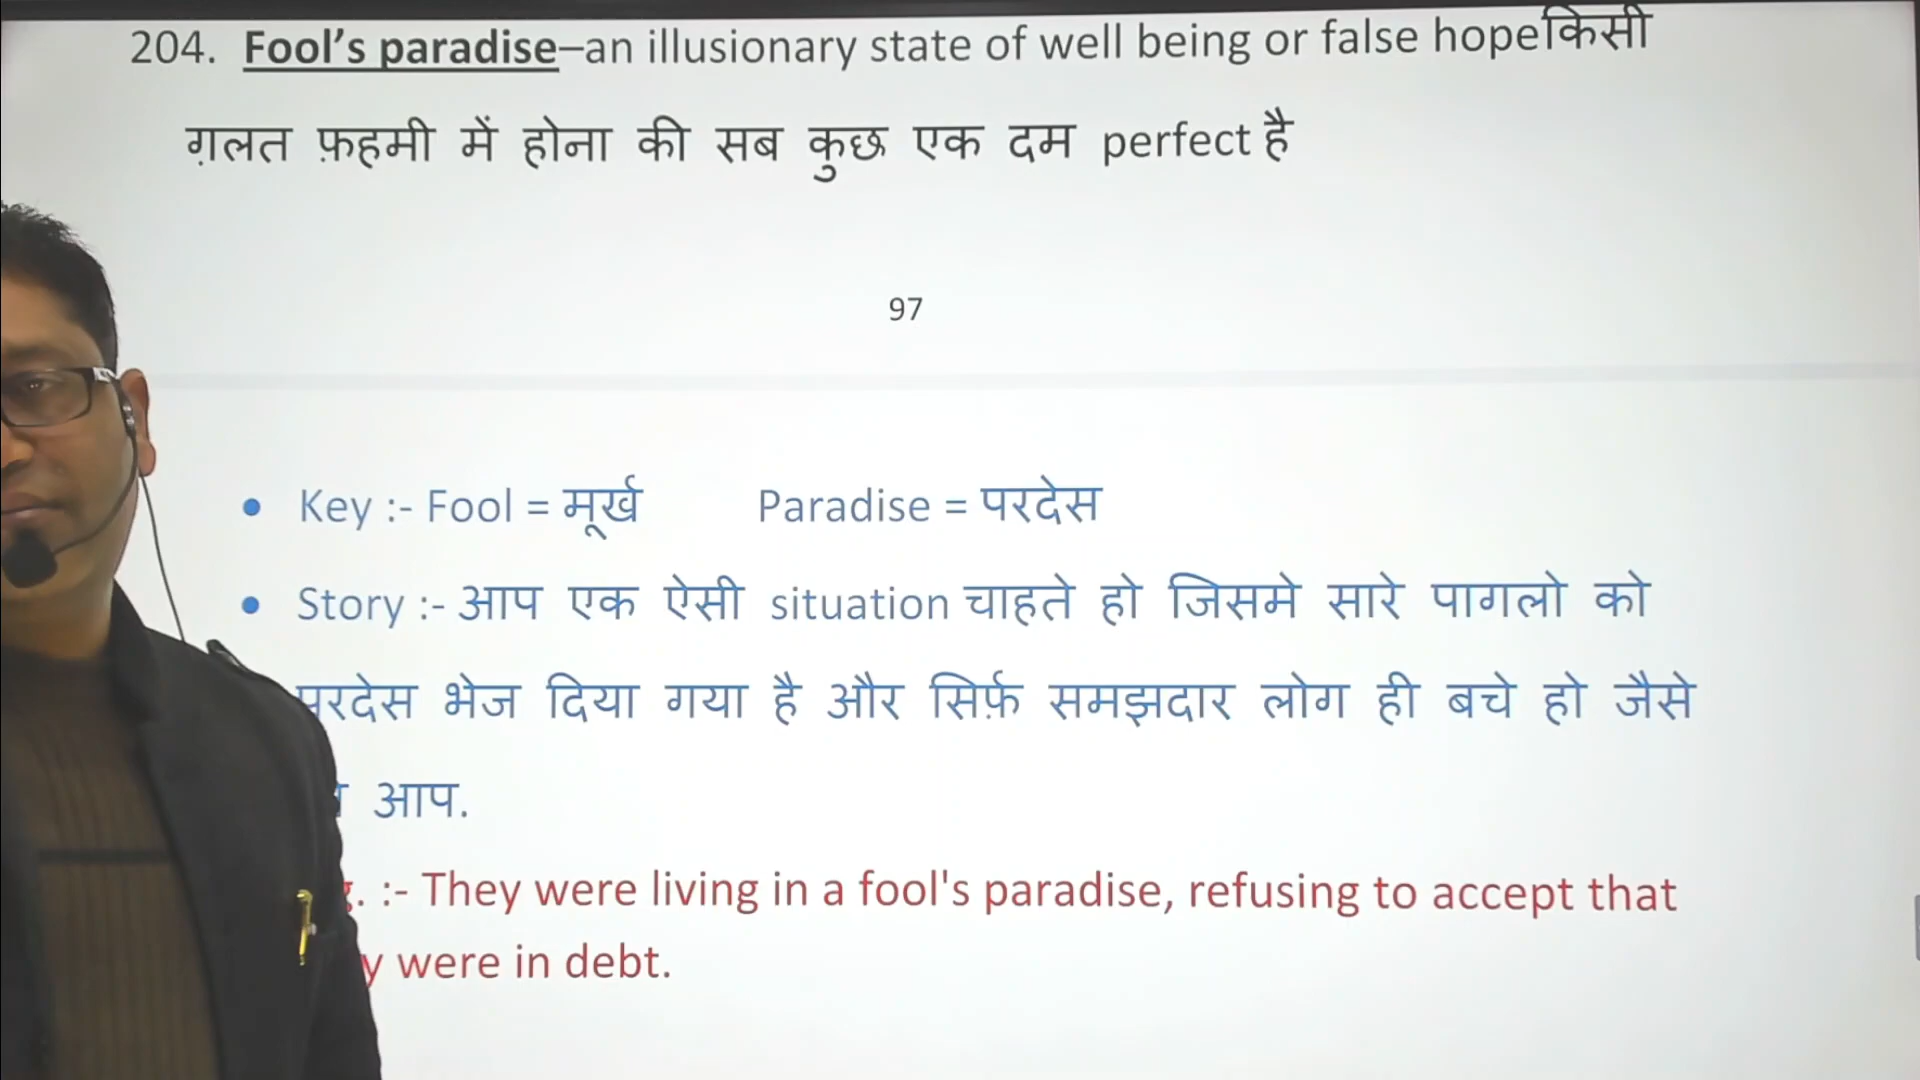 204. Fool’s paradise–an illusionary state of well being or false hopeकिसी
ग़लत फ़हमी में होना की सब कुछ एक दम perfect है
97
• Key :- Fool = मूर्ख Paradise = परदेस
• Story :- आप एक ऐसी situation चाहते हो जिसमे सारे पागलो को
परदेस भेज दिया गया है और सिर्फ़ समझदार लोग ही बचे हो जैसे
आप.
:- They were living in a fool's paradise, refusing to accept that
were in debt.